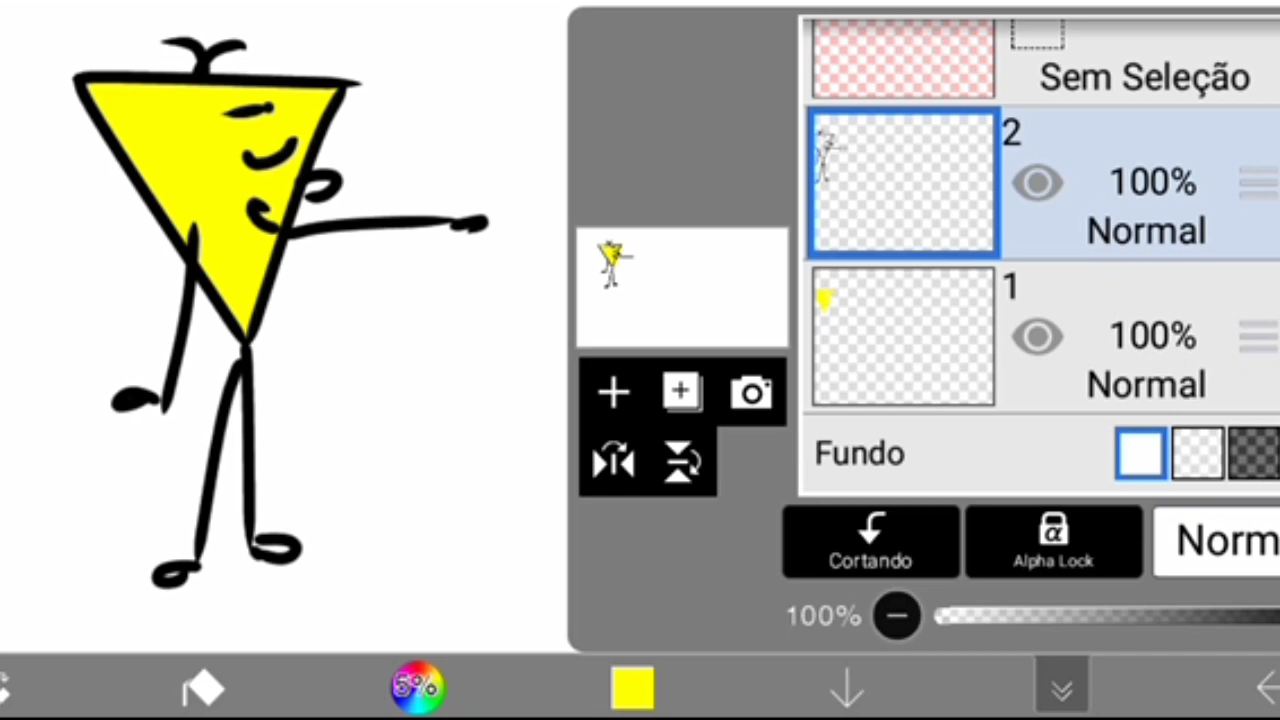 Sem Seleção
2
100%
Normal
1
100%
Normal
Fundo
Cortando
α
Alpha Lock
Norm
100%
5%